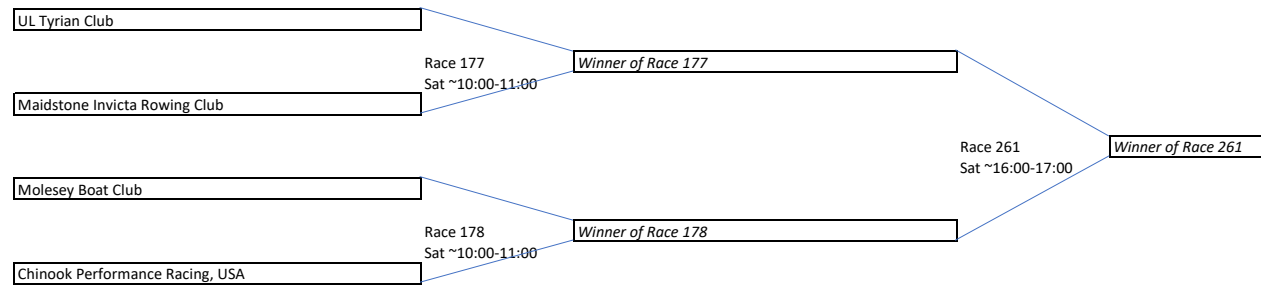 UL Tyrian Club
Race 177
Sat ~10:00-11:00
Winner of Race 177
Maidstone Invicta Rowing Club
Race 261
Sat ~16:00-17:00
Winner of Race 261
Molesey Boat Club
Race 178
Sat ~10:00-11:00
Winner of Race 178
Chinook Performance Racing, USA